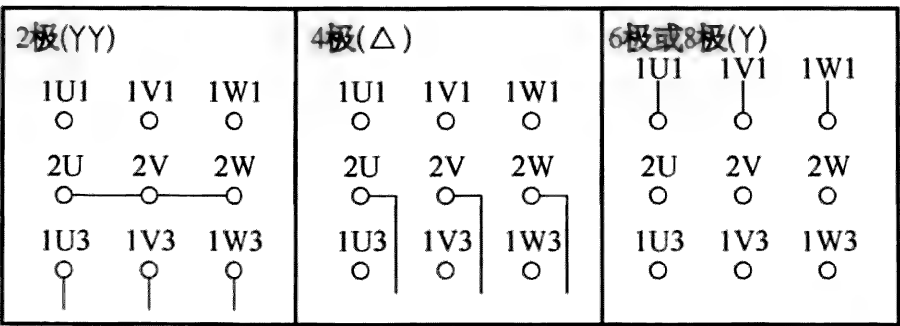 2极(YY)
1U1 1V1 1W1
2U 2V 2W
1U3 1V3 1W3
4极(△)
1U1 1V1 1W1
2U 2V 2W
1U3 1V3 1W3
6极或8极(Y)
1U1 1V1 1W1
2U 2V 2W
1U3 1V3 1W3